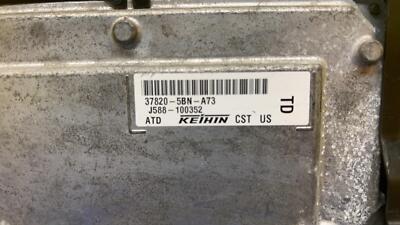 37820-5BN-A73
J588-100352
ATD KEIHIN CST US
TD